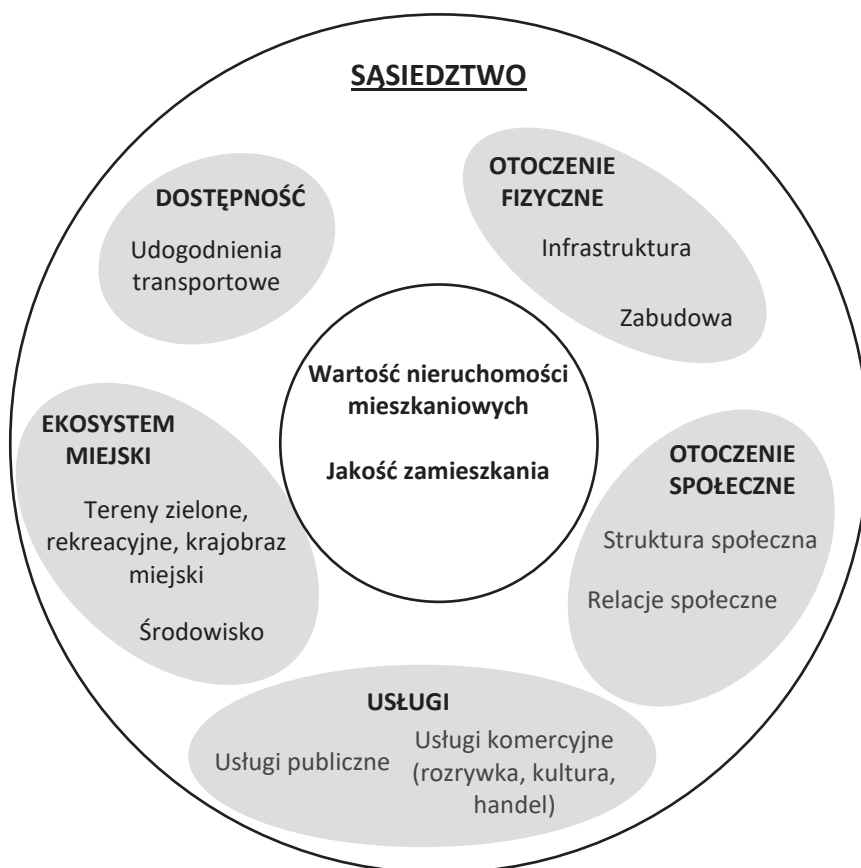 SĄSIEDZTWO
DOSTĘPNOŚĆ
Udogodnienia
transportowe
OTOCZENIE
FIZYCZNE
Infrastruktura
Zabudowa
Wartość nieruchomości
mieszkaniowych
Jakość zamieszkania
EKOSYSTEM
MIEJSKI
Tereny zielone,
rekreacyjne, krajobraz
miejski
Środowisko
OTOCZENIE
SPOŁECZNE
Struktura społeczna
Relacje społeczne
USŁUGI
Usługi publiczne
Usługi komercyjne
(rozrywka, kultura,
handel)